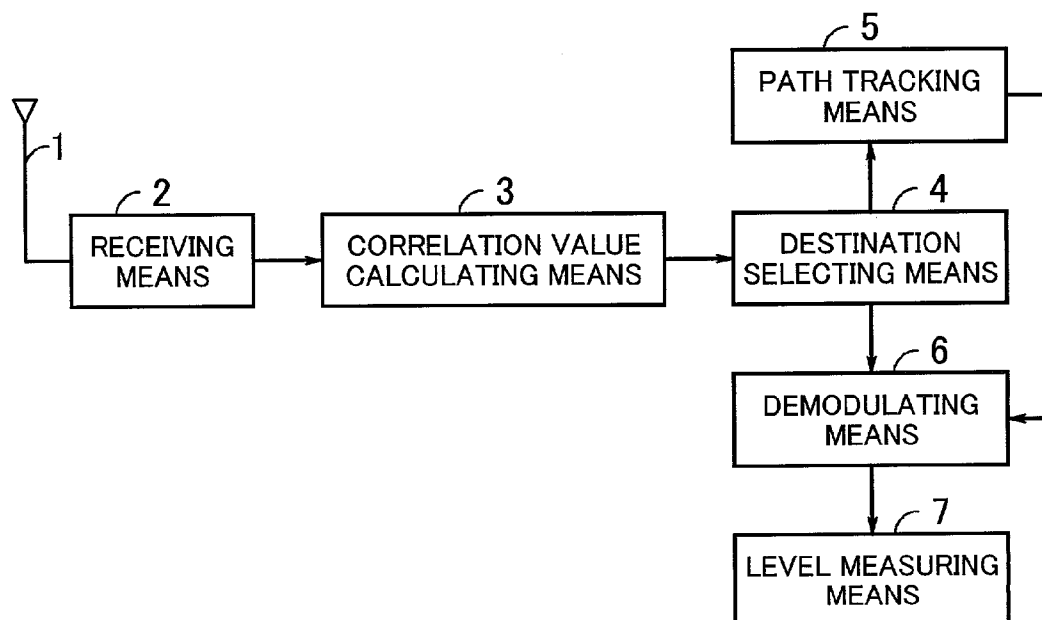 5
PATH TRACKING
MEANS
1
2
RECEIVING
MEANS
3
CORRELATION VALUE
CALCULATING MEANS
4
DESTINATION
SELECTING MEANS
6
DEMODULATING
MEANS
7
LEVEL MEASURING
MEANS